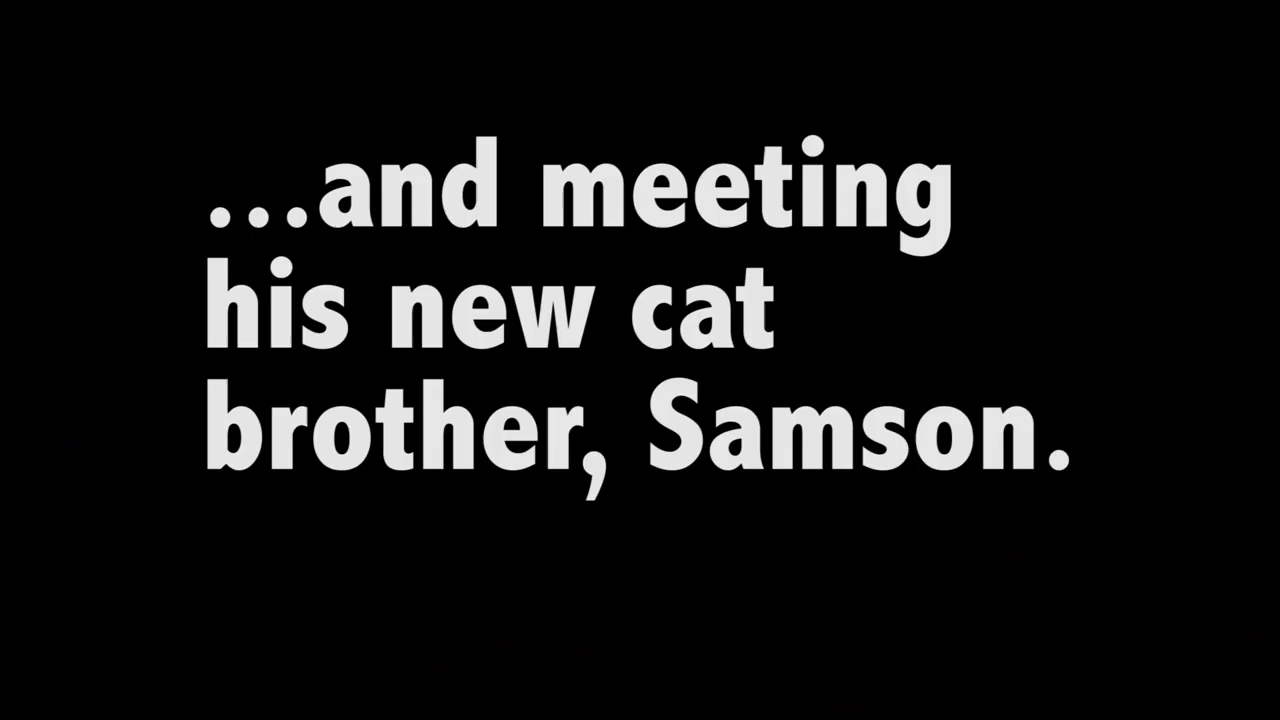 ...and meeting
his new cat
brother, Samson.